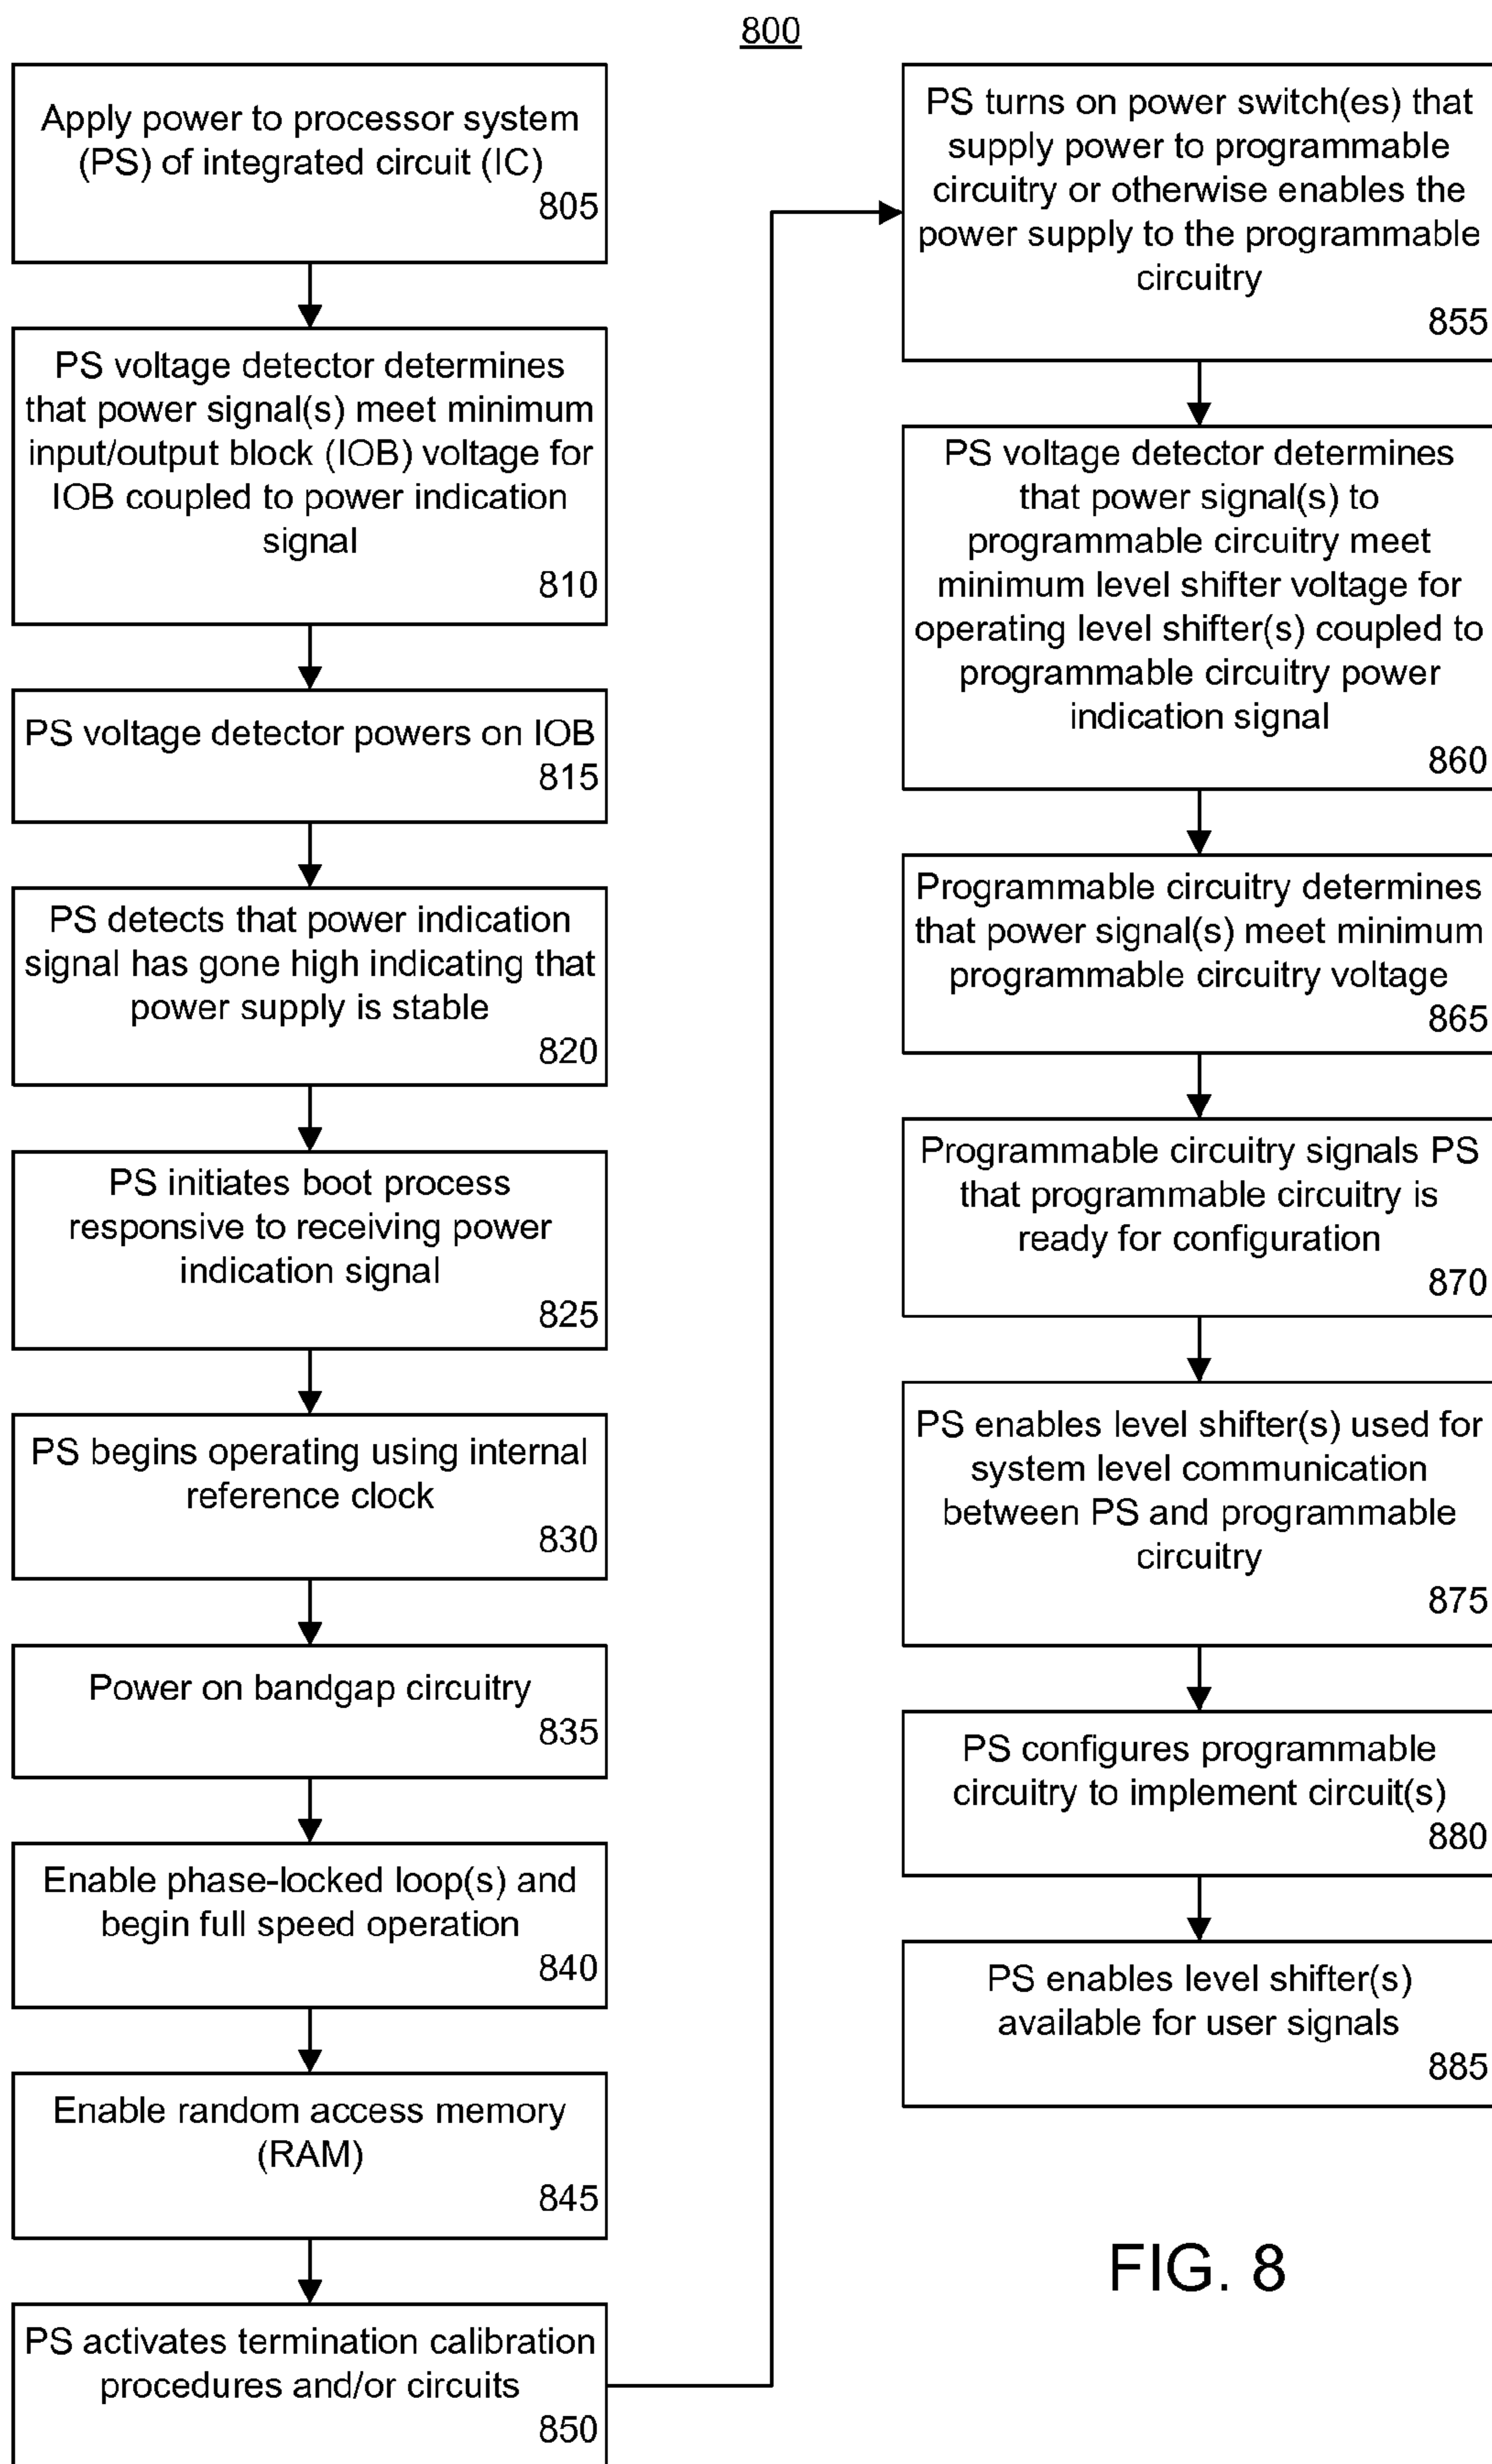 800
Apply power to processor system
(PS) of integrated circuit (IC)
805
PS voltage detector determines
that power signal(s) meet minimum
input/output block (IOB) voltage for
IOB coupled to power indication
signal
810
PS voltage detector powers on IOB
815
PS detects that power indication
signal has gone high indicating that
power supply is stable
820
PS initiates boot process
responsive to receiving power
indication signal
825
PS begins operating using internal
reference clock
830
Power on bandgap circuitry
835
Enable phase-locked loop(s) and
begin full speed operation
840
Enable random access memory
(RAM)
845
PS activates termination calibration
procedures and/or circuits
850
PS turns on power switch(es) that
supply power to programmable
circuitry or otherwise enables the
power supply to the programmable
circuitry
855
PS voltage detector determines
that power signal(s) to
programmable circuitry meet
minimum level shifter voltage for
operating level shifter(s) coupled to
programmable circuitry power
indication signal
860
Programmable circuitry determines
that power signal(s) meet minimum
programmable circuitry voltage
865
Programmable circuitry signals PS
that programmable circuitry is
ready for configuration
870
PS enables level shifter(s) used for
system level communication
between PS and programmable
circuitry
875
PS configures programmable
circuitry to implement circuit(s)
880
PS enables level shifter(s)
available for user signals
885
FIG. 8